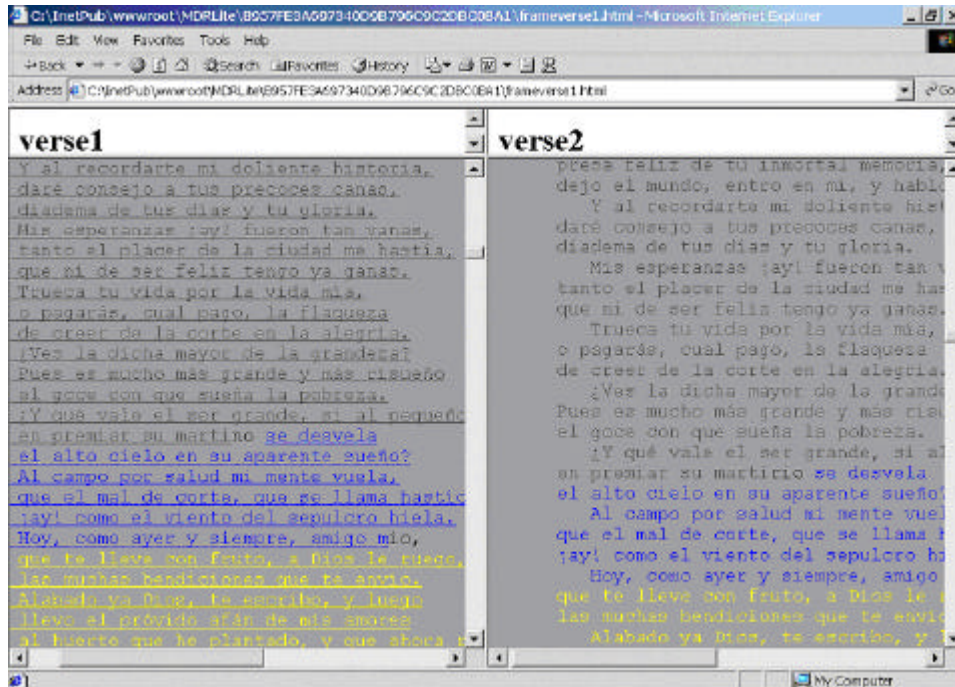 C:\InetPub\wwwroot\MDRLite\B957FE3A697340D9B796C9C2DBC0BA1\frameverse1.html - Microsoft Internet Explorer
File Edit View Favorites Tools Help
Back Search Favorites History
Address C:\InetPub\wwwroot\MDRLite\B957FE3A697340D9B796C9C2DBC0BA1\frameverse1.html Go
verse1
Y al recordarte mi doliente historia,
daré consejo a tus precoces canas,
diadema de tus días y tu gloria.
Mis esperanzas ¡ay! fueron tan vanas,
tanto el placer de la ciudad me hastía,
que ni de ser feliz tengo ya ganas.
Trueca tu vida por la vida mía,
o pagarás, cual pago, la flaqueza
de creer de la corte en la alegría.
¿Ves la dicha mayor de la grandeza?
Pues es mucho más grande y más risueño
el goce con que sueña la pobreza.
¿Y qué vale el ser grande, si al pequeño
en premiar su martirio se desvela
el alto cielo en su aparente sueño?
Al campo por salud mi mente vuela,
que el mal de corte, que se llama hastío
¡ay! como el viento del sepulcro hiela.
Hoy, como ayer y siempre, amigo mío,
que te lleve con fruto, a Dios le ruego,
las muchas bendiciones que te envío.
Alabado ya Dios, te escribo, y luego
llevo el próvido afán de mis amores
al huerto que he plantado, y que ahora
verse2
presa feliz de tu inmortal memoria,
dejo el mundo, entro en mí, y hablo
Y al recordarte mi doliente hist
daré consejo a tus precoces canas,
diadema de tus días y tu gloria.
Mis esperanzas ¡ay! fueron tan v
tanto el placer de la ciudad me has
que ni de ser feliz tengo ya ganas.
Trueca tu vida por la vida mía,
o pagarás, cual pago, la flaqueza
de creer de la corte en la alegría.
¿Ves la dicha mayor de la grande
Pues es mucho más grande y más risu
el goce con que sueña la pobreza.
¿Y qué vale el ser grande, si al
en premiar su martirio se desvela
el alto cielo en su aparente sueño?
Al campo por salud mi mente vuel
que el mal de corte, que se llama h
¡ay! como el viento del sepulcro hi
Hoy, como ayer y siempre, amigo
que te lleve con fruto, a Dios le r
las muchas bendiciones que te envío
Alabado ya Dios, te escribo, y l
My Computer